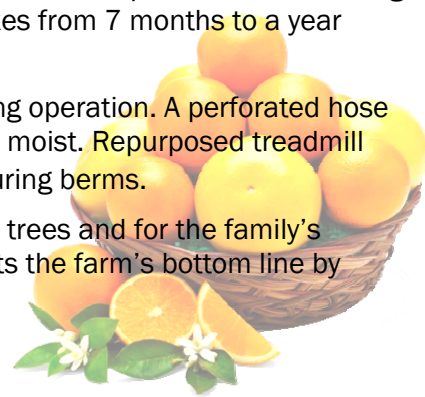 es from 7 months to a year
ng operation. A perforated hose
moist. Repurposed treadmill
uring berms.
trees and for the family's
ts the farm's bottom line by